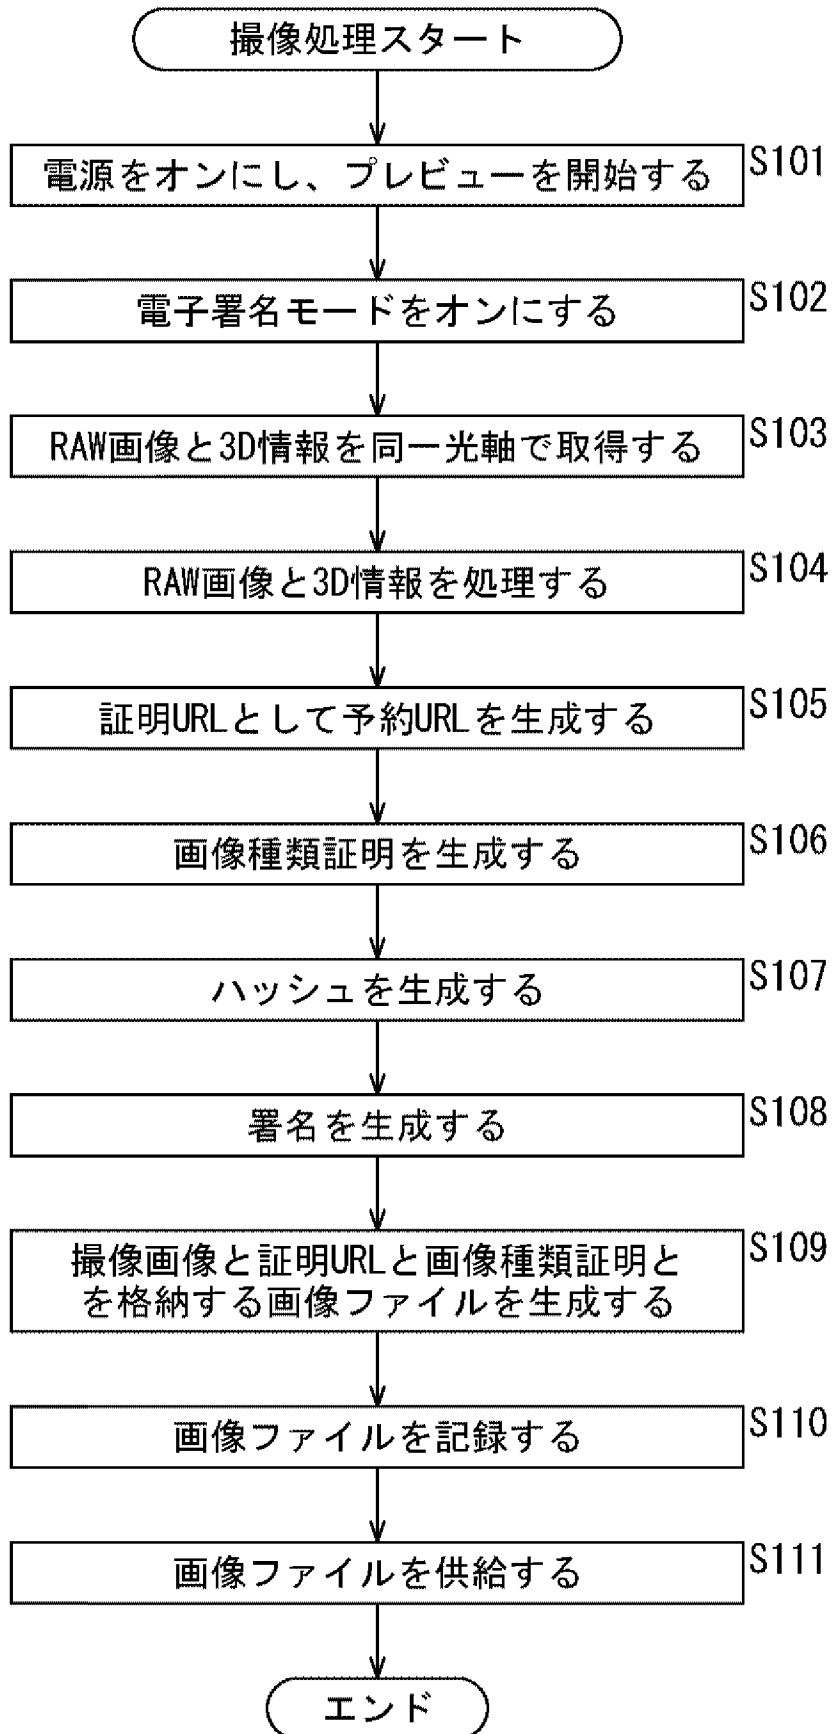 撮像処理スタート
電源をオンにし、プレビューを開始する
S101
電子署名モードをオンにする
S102
RAW画像と3D情報を同一光軸で取得する
S103
RAW画像と3D情報を処理する
S104
証明URLとして予約URLを生成する
S105
画像種類証明を生成する
S106
ハッシュを生成する
S107
署名を生成する
S108
撮像画像と証明URLと画像種類証明と
を格納する画像ファイルを生成する
S109
画像ファイルを記録する
S110
画像ファイルを供給する
S111
エンド